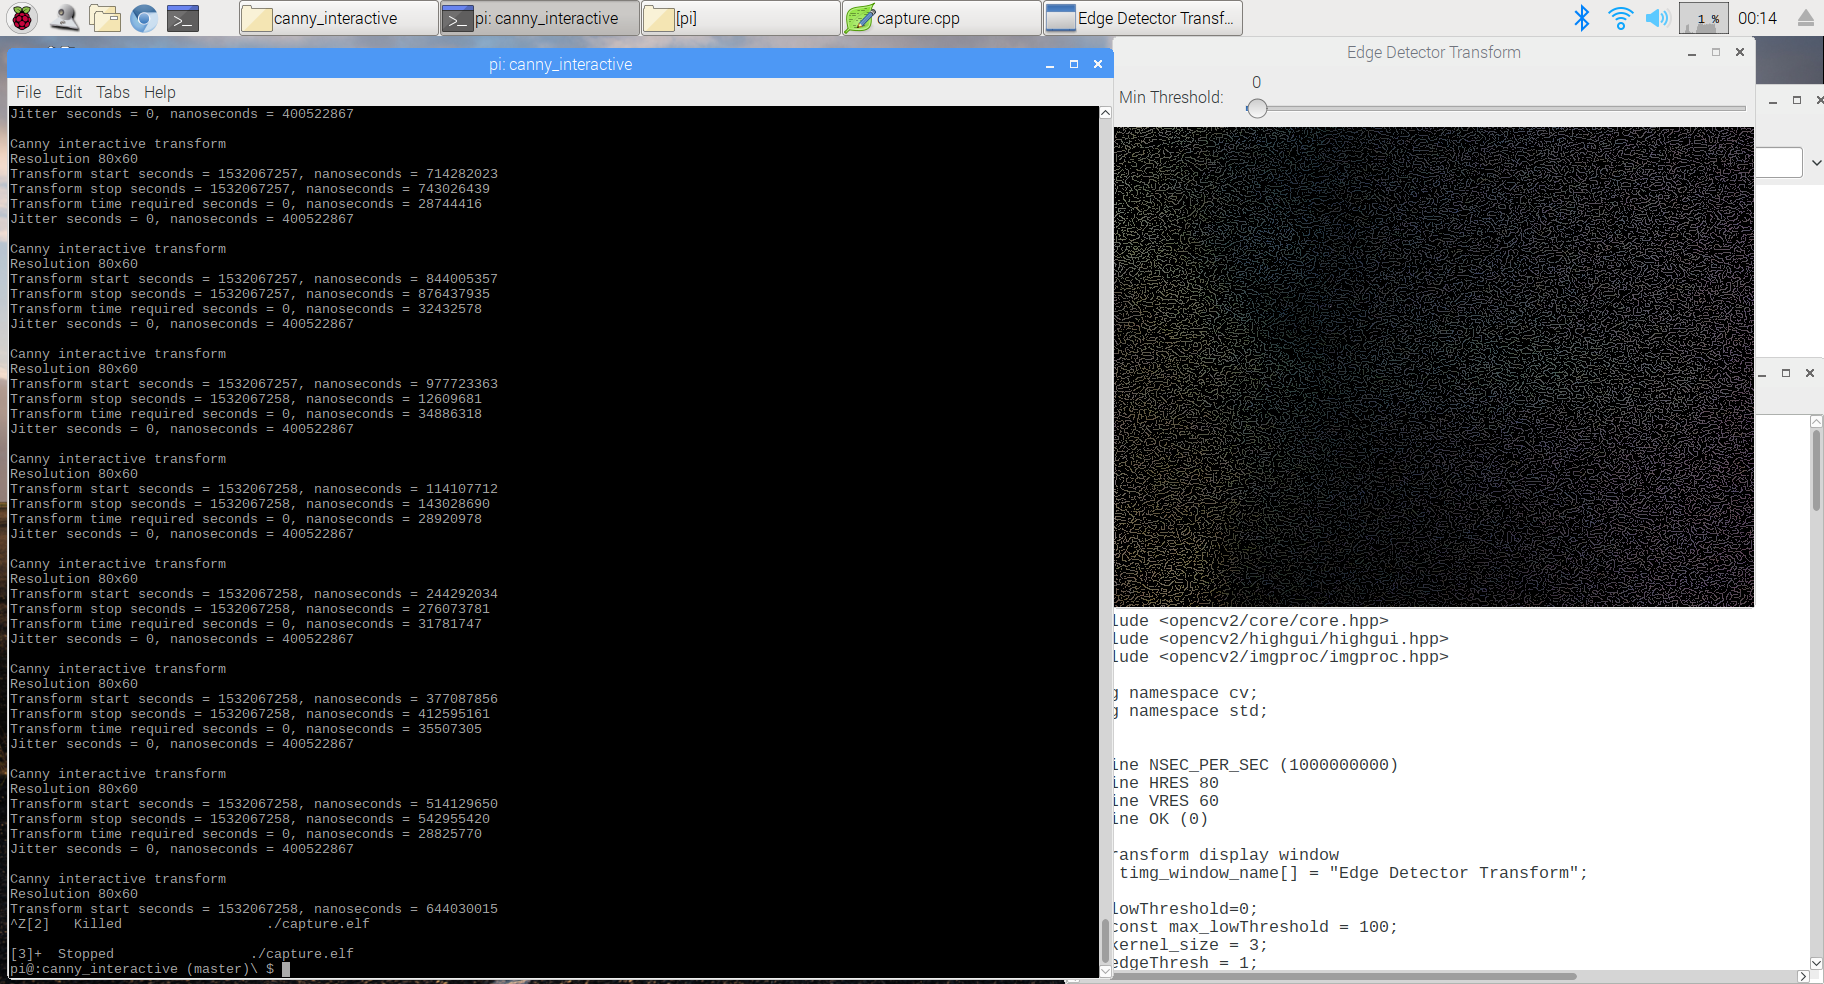 canny_interactive
pi: canny_interactive
[pi]
capture.cpp
Edge Detector Transf...
1 %
00:14
pi: canny_interactive
File Edit Tabs Help
Jitter seconds = 0, nanoseconds = 400522867
Canny interactive transform
Resolution 80x60
Transform start seconds = 1532067257, nanoseconds = 714282023
Transform stop seconds = 1532067257, nanoseconds = 743026439
Transform time required seconds = 0, nanoseconds = 28744416
Jitter seconds = 0, nanoseconds = 400522867
Canny interactive transform
Resolution 80x60
Transform start seconds = 1532067257, nanoseconds = 844005357
Transform stop seconds = 1532067257, nanoseconds = 876437935
Transform time required seconds = 0, nanoseconds = 32432578
Jitter seconds = 0, nanoseconds = 400522867
Canny interactive transform
Resolution 80x60
Transform start seconds = 1532067257, nanoseconds = 977723363
Transform stop seconds = 1532067258, nanoseconds = 12609681
Transform time required seconds = 0, nanoseconds = 34886318
Jitter seconds = 0, nanoseconds = 400522867
Canny interactive transform
Resolution 80x60
Transform start seconds = 1532067258, nanoseconds = 114107712
Transform stop seconds = 1532067258, nanoseconds = 143028690
Transform time required seconds = 0, nanoseconds = 28920978
Jitter seconds = 0, nanoseconds = 400522867
Canny interactive transform
Resolution 80x60
Transform start seconds = 1532067258, nanoseconds = 244292034
Transform stop seconds = 1532067258, nanoseconds = 276073781
Transform time required seconds = 0, nanoseconds = 31781747
Jitter seconds = 0, nanoseconds = 400522867
Canny interactive transform
Resolution 80x60
Transform start seconds = 1532067258, nanoseconds = 377087856
Transform stop seconds = 1532067258, nanoseconds = 412595161
Transform time required seconds = 0, nanoseconds = 35507305
Jitter seconds = 0, nanoseconds = 400522867
Canny interactive transform
Resolution 80x60
Transform start seconds = 1532067258, nanoseconds = 514129650
Transform stop seconds = 1532067258, nanoseconds = 542955420
Transform time required seconds = 0, nanoseconds = 28825770
Jitter seconds = 0, nanoseconds = 400522867
Canny interactive transform
Resolution 80x60
Transform start seconds = 1532067258, nanoseconds = 644030015
^Z[2]   Killed                  ./capture.elf
[3]+  Stopped                 ./capture.elf
pi@:canny_interactive (master)\ $
Edge Detector Transform
0
Min Threshold:
lude <opencv2/core/core.hpp>
lude <opencv2/highgui/highgui.hpp>
lude <opencv2/imgproc/imgproc.hpp>
g namespace cv;
g namespace std;
ine NSEC_PER_SEC (1000000000)
ine HRES 80
ine VRES 60
ine OK (0)
ransform display window
timg_window_name[] = "Edge Detector Transform";
lowThreshold=0;
const max_lowThreshold = 100;
kernel_size = 3;
edgeThresh = 1;